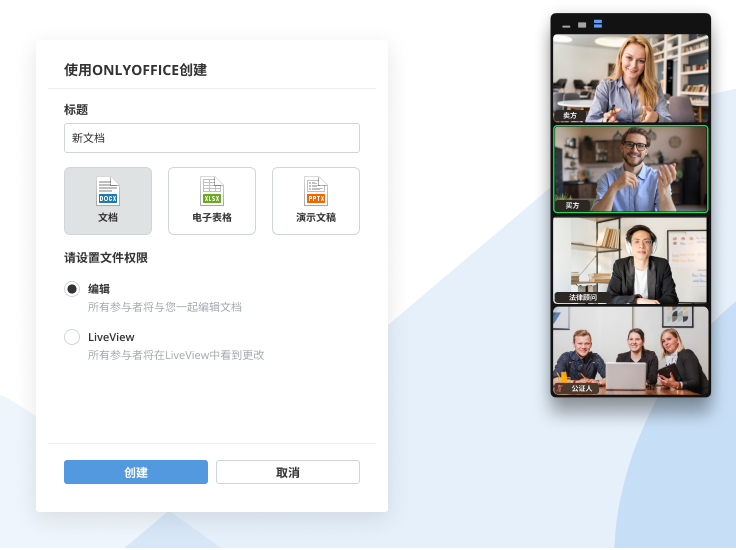 使用ONLYOFFICE创建
标题
新文档
DOCX
文档
XLSX
电子表格
PPTX
演示文稿
请设置文件权限
编辑
所有参与者将与您一起编辑文档
LiveView
所有参与者将在LiveView中看到更改
创建
取消
卖方
买方
法律顾问
公证人